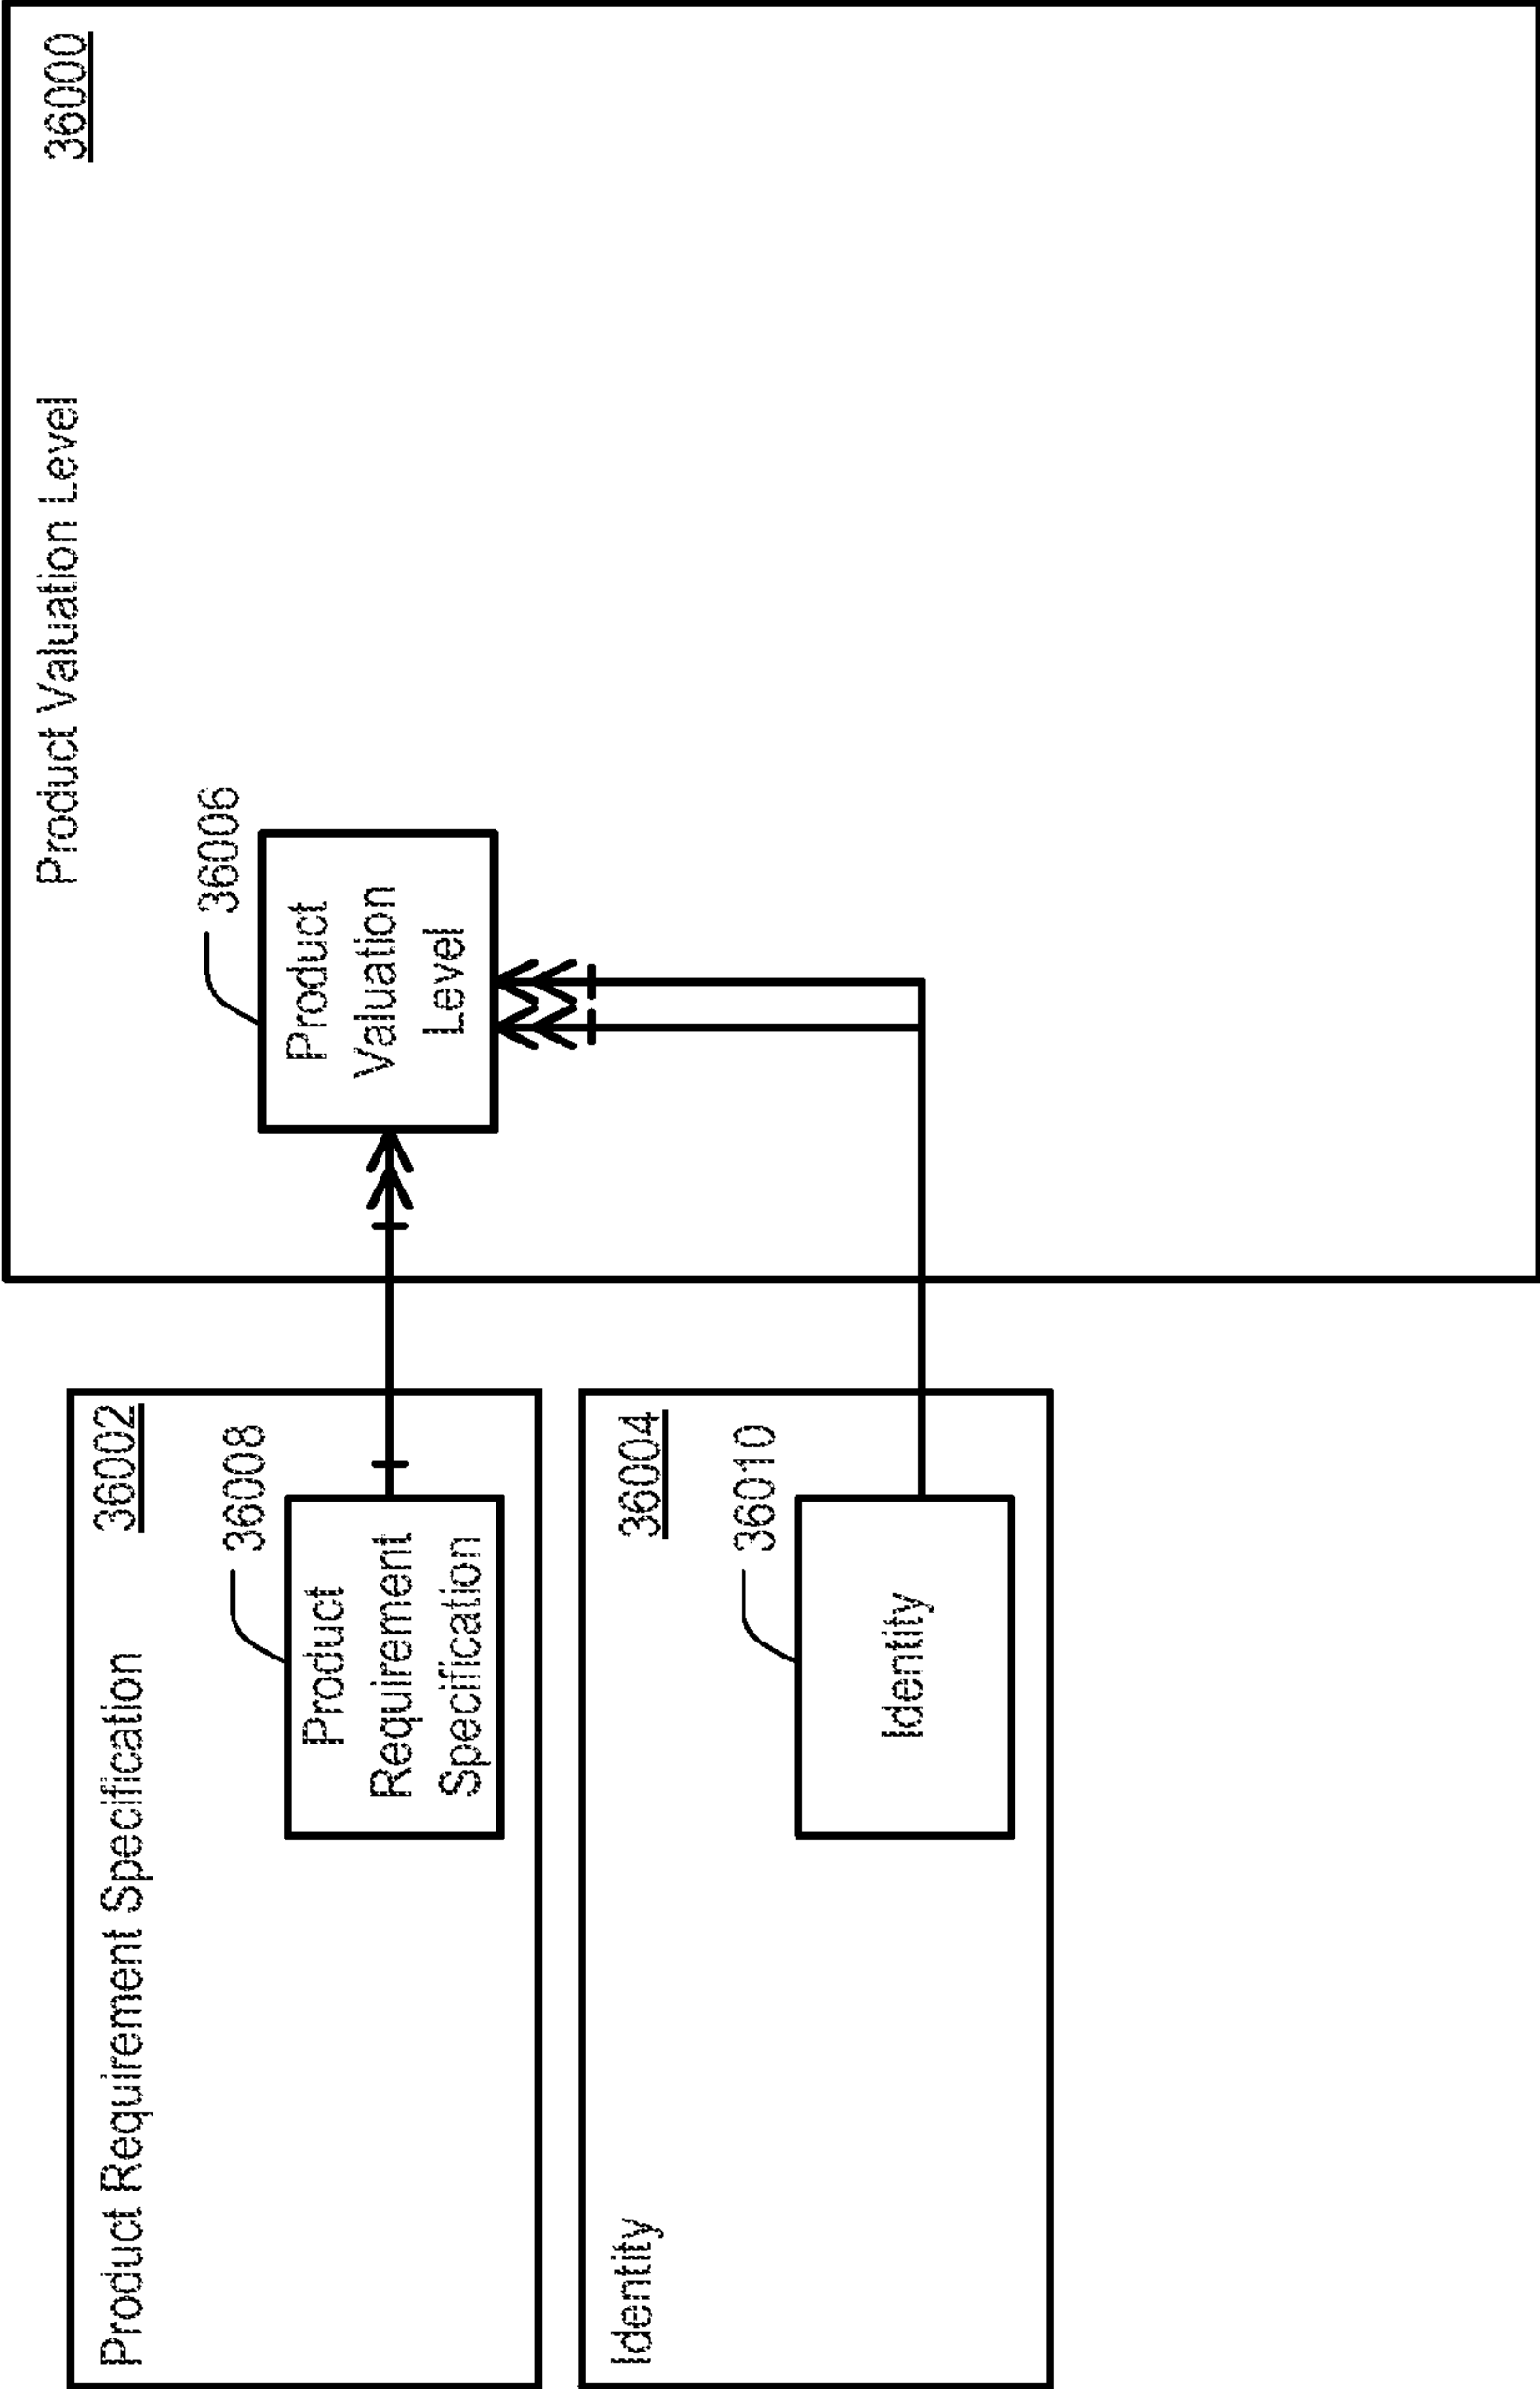 Product Requirement Specification
36002
36008
Product
Requirement
Specification
Identity
36004
36010
Identity
Product Valuation Level
36000
36006
Product
Valuation
Level